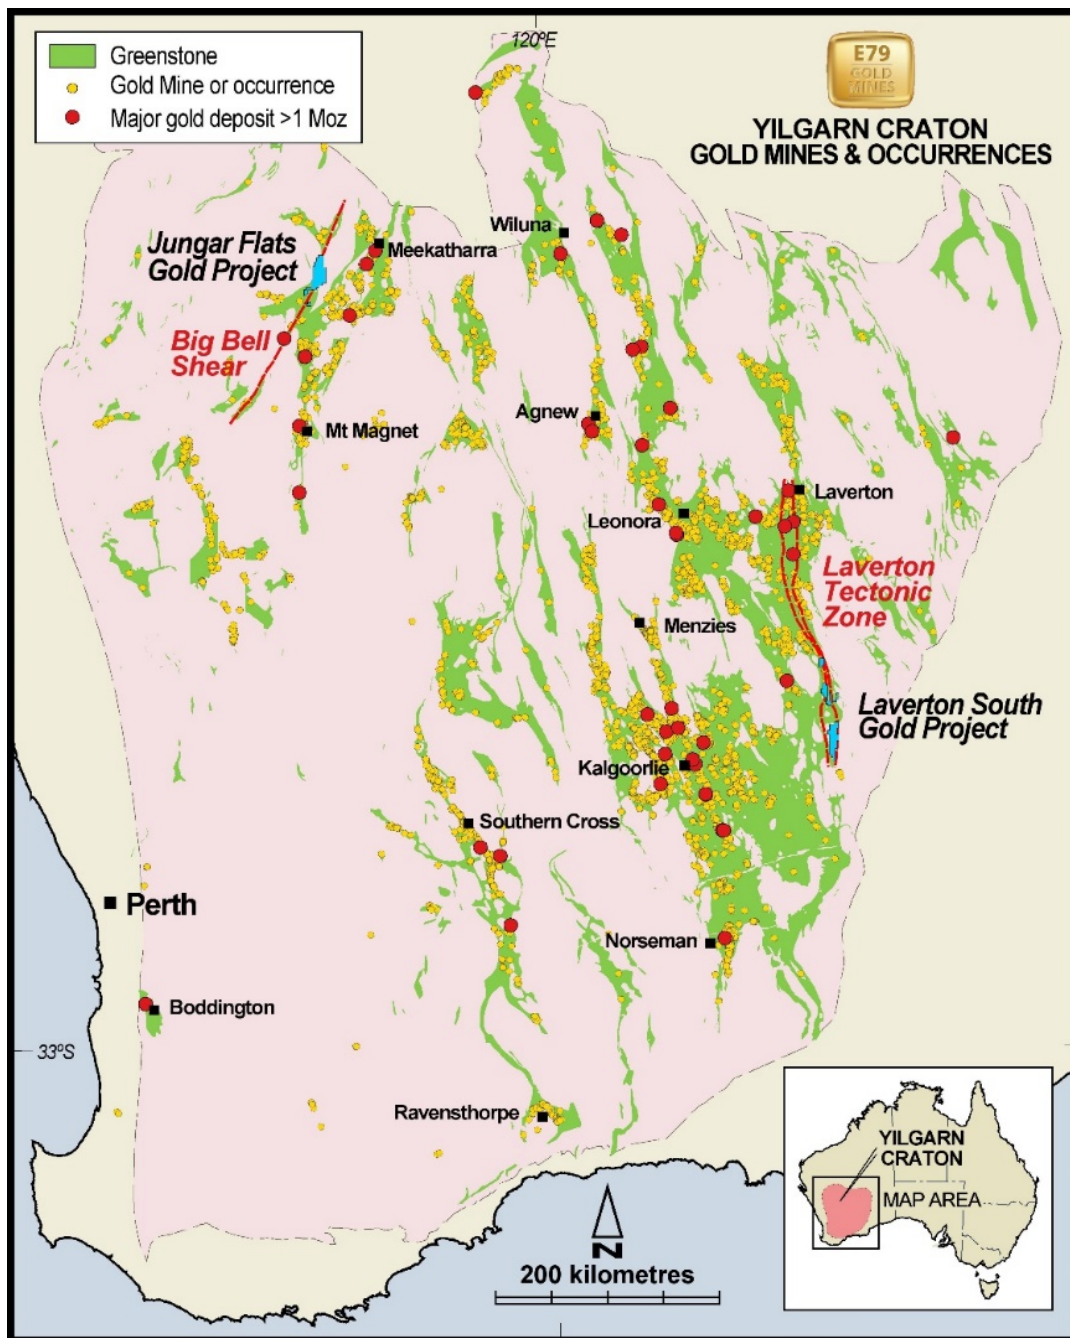 120ºE
Greenstone
Gold Mine or occurrence
Major gold deposit >1 Moz
E79
GOLD
MINES
YILGARN CRATON
GOLD MINES & OCCURRENCES
Wiluna
Jungar Flats
Gold Project
Meekatharra
Big Bell
Shear
Agnew
Mt Magnet
Laverton
Leonora
Laverton
Tectonic
Zone
Menzies
Laverton South
Gold Project
Kalgoorlie
Southern Cross
Perth
Norseman
Boddington
33ºS
Ravensthorpe
YILGARN
CRATON
MAP AREA
N
200 kilometres